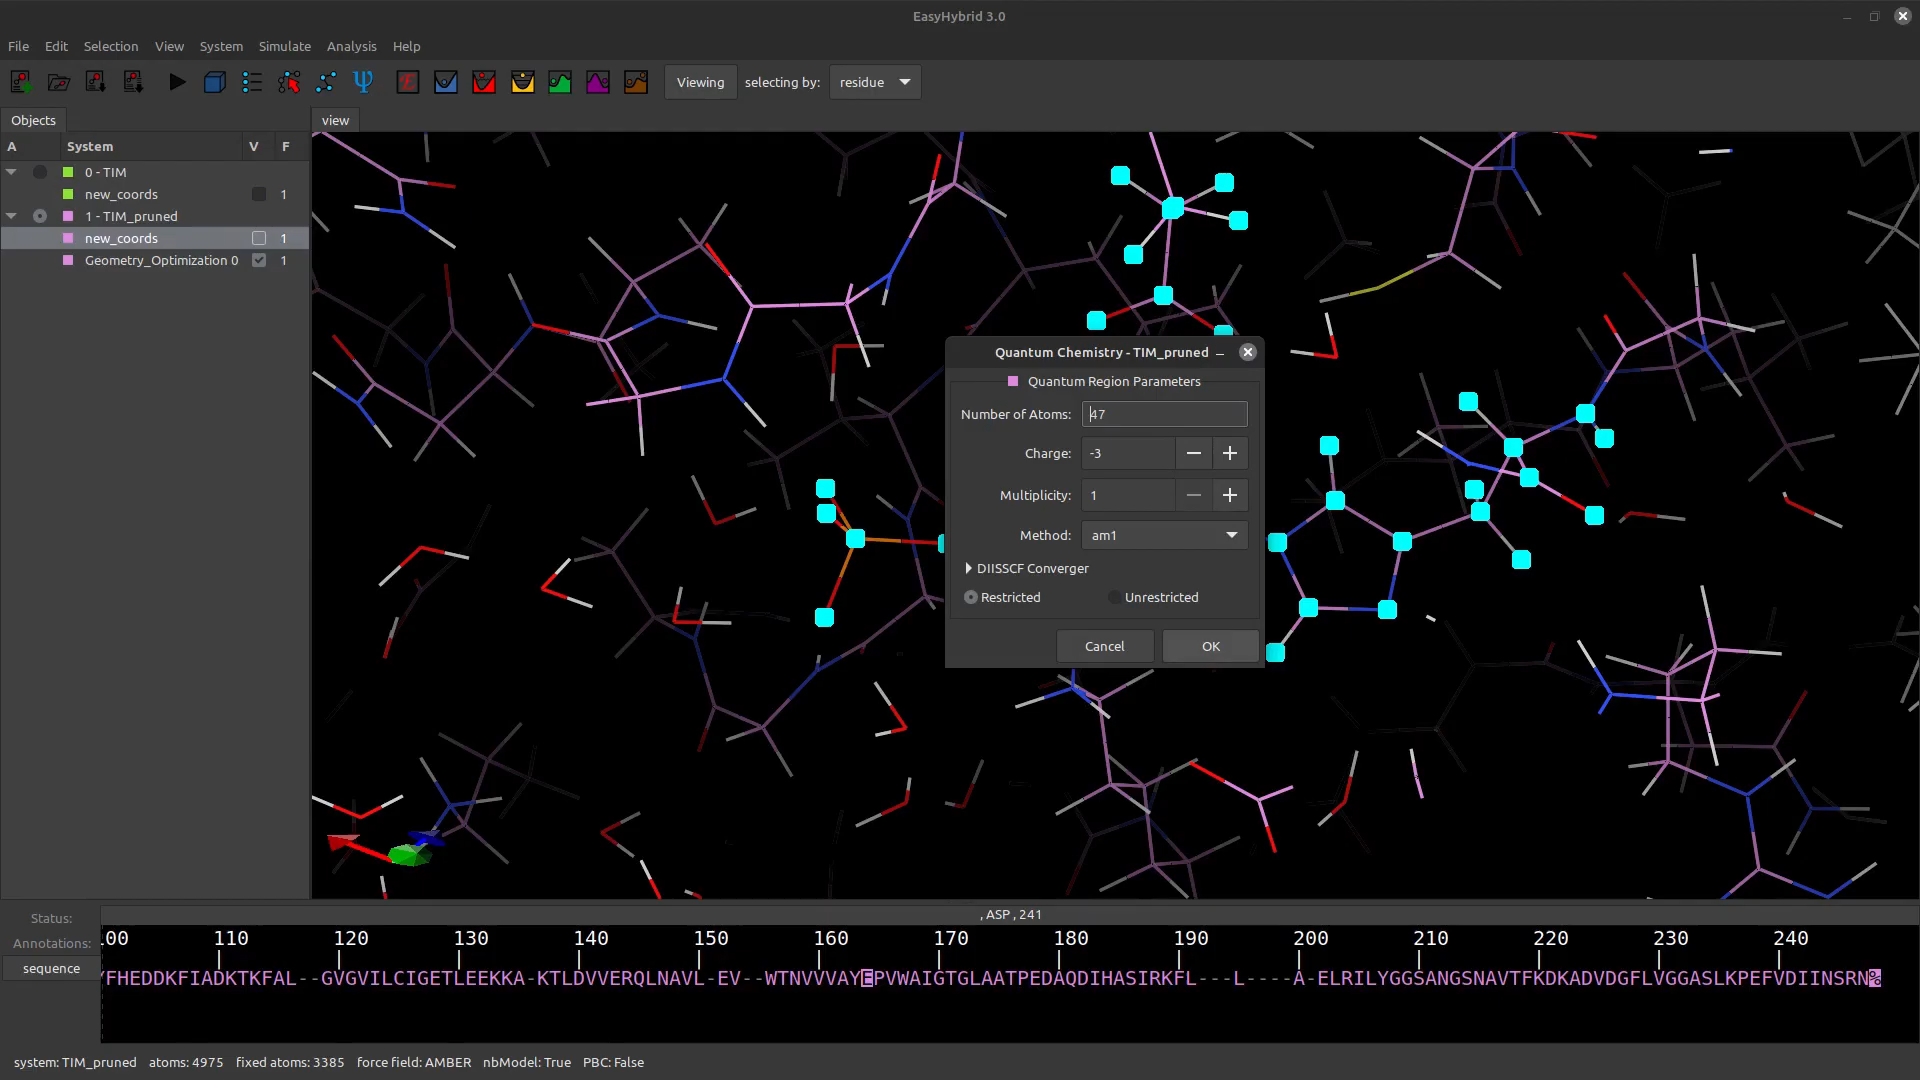 EasyHybrid 3.0
File Edit Selection View System Simulate Analysis Help
Viewing selecting by: residue
Objects view
A System V F
0 - TIM
new_coords 1
1 - TIM_pruned
new_coords 1
Geometry_Optimization 0 1
Quantum Chemistry - TIM_pruned
Quantum Region Parameters
Number of Atoms: 47
Charge: -3
Multiplicity: 1
Method: am1
DIISSCF Converger
Restricted Unrestricted
Cancel OK
Status: , ASP , 241
Annotations: 00 110 120 130 140 150 160 170 180 190 200 210 220 230 240
sequence FHEDDKFIADKTKFAL--GVGVILCIGETLEEKKA-KTLDVVERQLNAVL-EV--WTNVVVAYEPVWAIGTGLAATPEDAQDIHASIRKFL---L----A-ELRILYGGSANGSNAVTFKDKADVDGFLVGGASLKPEFVDIINSRN%
system: TIM_pruned atoms: 4975 fixed atoms: 3385 force field: AMBER nbModel: True PBC: False